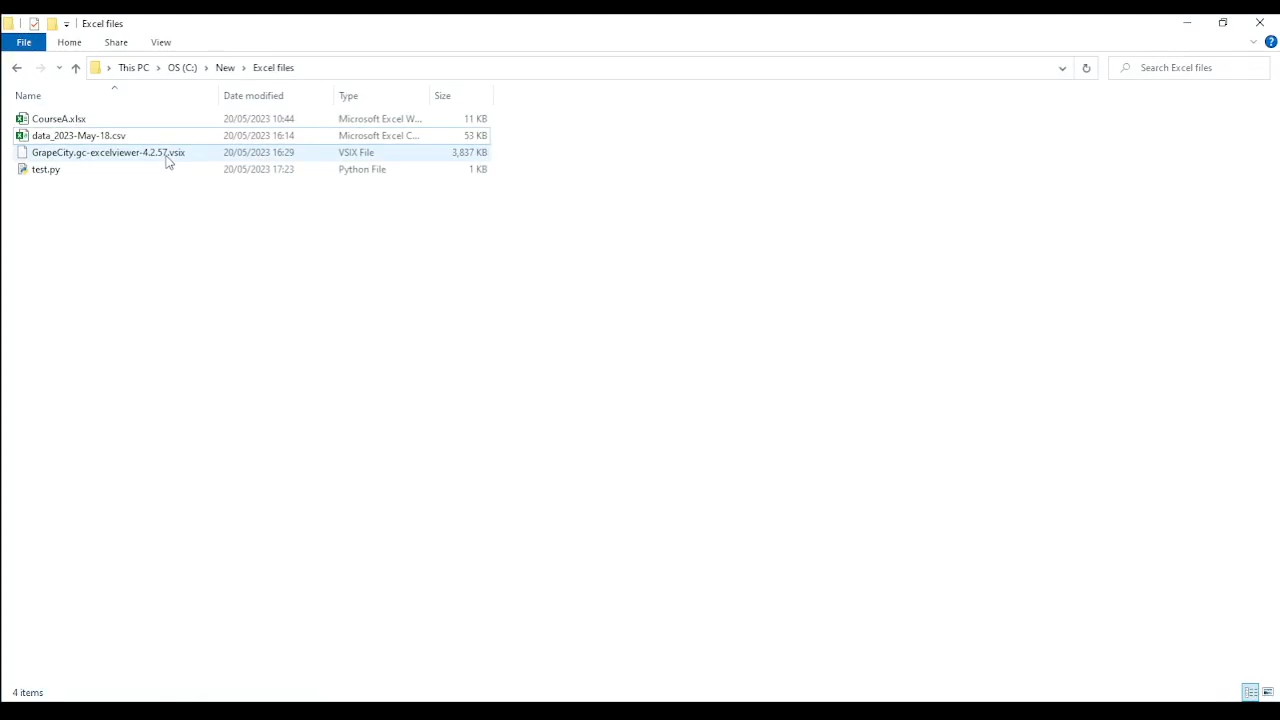 Excel files
File Home Share View
This PC OS (C:) New Excel files Search Excel files
Name Date modified Type Size
CourseA.xlsx 20/05/2023 10:44 Microsoft Excel W... 11 KB
data_2023-May-18.csv 20/05/2023 16:14 Microsoft Excel C... 53 KB
GrapeCity.gc-excelviewer-4.2.57.vsix 20/05/2023 16:29 VSIX File 3,837 KB
test.py 20/05/2023 17:23 Python File 1 KB
4 items